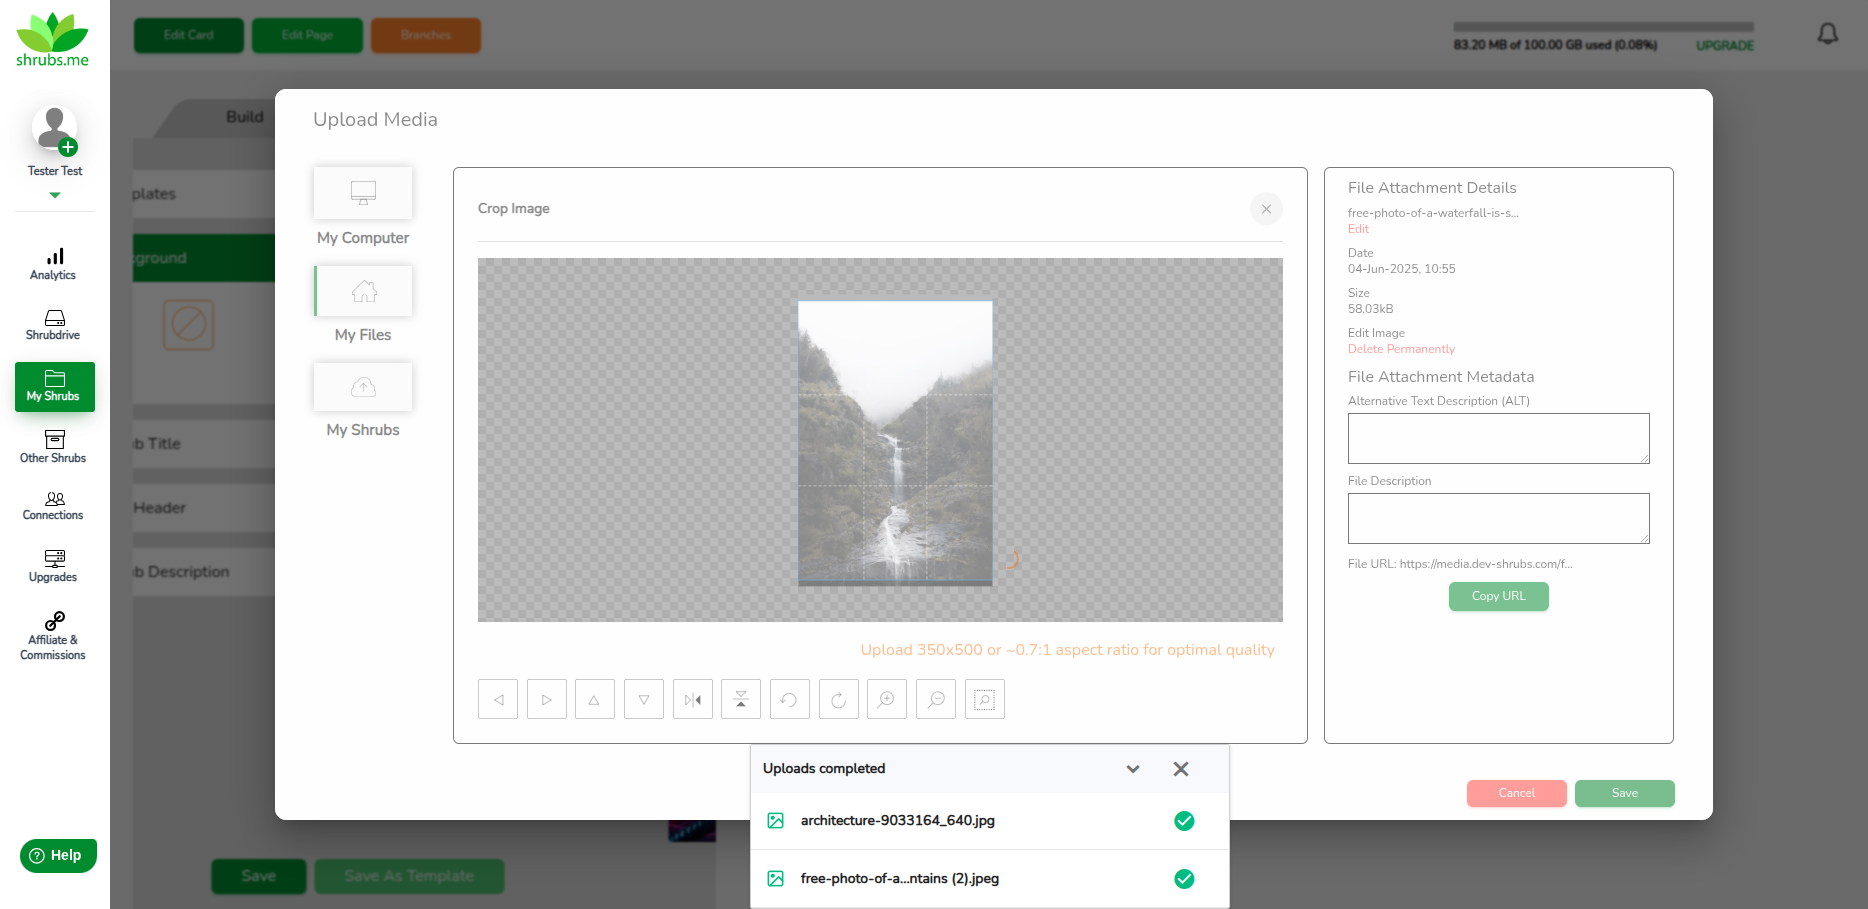 shrubs.me
Tester Test
Analytics
Shrubdrive
My Shrubs
Other Shrubs
Connections
Upgrades
Affiliate &
Commissions
Help
Edit Card
Edit Page
Branches
83.20 MB of 100.00 GB used (0.08%)
UPGRADE
Build
plates
kground
b Title
Header
b Description
Save
Save As Template
Upload Media
My Computer
My Files
My Shrubs
Crop Image
Upload 350x500 or ~0.7:1 aspect ratio for optimal quality
File Attachment Details
free-photo-of-a-waterfall-is-s...
Edit
Date
04-Jun-2025, 10:55
Size
58.03kB
Edit Image
Delete Permanently
File Attachment Metadata
Alternative Text Description (ALT)
File Description
File URL: https://media.dev-shrubs.com/f...
Copy URL
Cancel
Save
Uploads completed
architecture-9033164_640.jpg
free-photo-of-a...ntains (2).jpeg